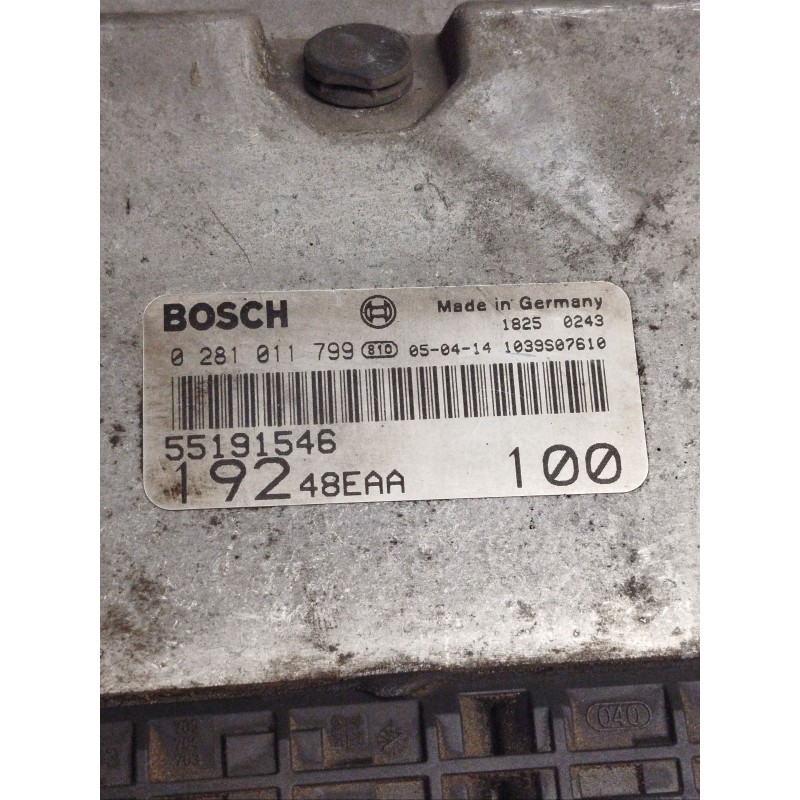 BOSCH Made in Germany
1825 0243
0 281 011 799 810 05-04-14 1039S07610
55191546
192 48EAA 100
040
703